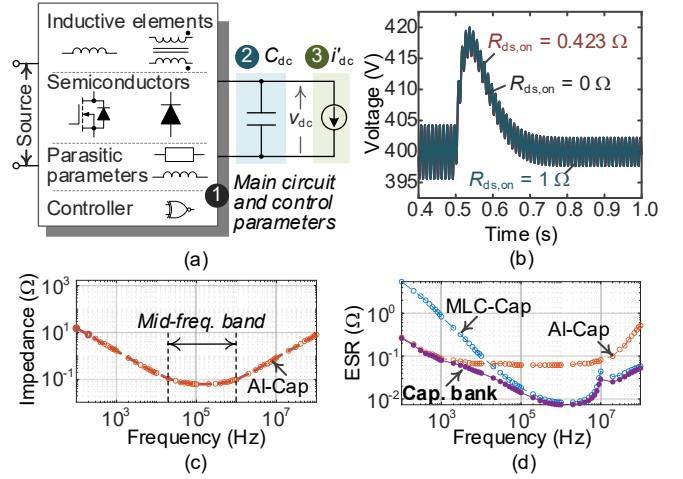 Inductive elements
Semiconductors
Parasitic
parameters
Controller
Source
1
2
C_dc
3
i'_dc
v_dc
Main circuit
and control
parameters
(a)
Voltage (V)
420
415
410
405
400
395
R_ds,on = 0.423 Ω
R_ds,on = 0 Ω
R_ds,on = 1 Ω
0.4 0.5 0.6 0.7 0.8 0.9 1.0
Time (s)
(b)
Impedance (Ω)
10^3
10^1
10^-1
Mid-freq. band
Al-Cap
10^3 10^5 10^7
Frequency (Hz)
(c)
ESR (Ω)
10^0
10^-1
10^-2
MLC-Cap
Al-Cap
Cap. bank
10^3 10^5 10^7
Frequency (Hz)
(d)